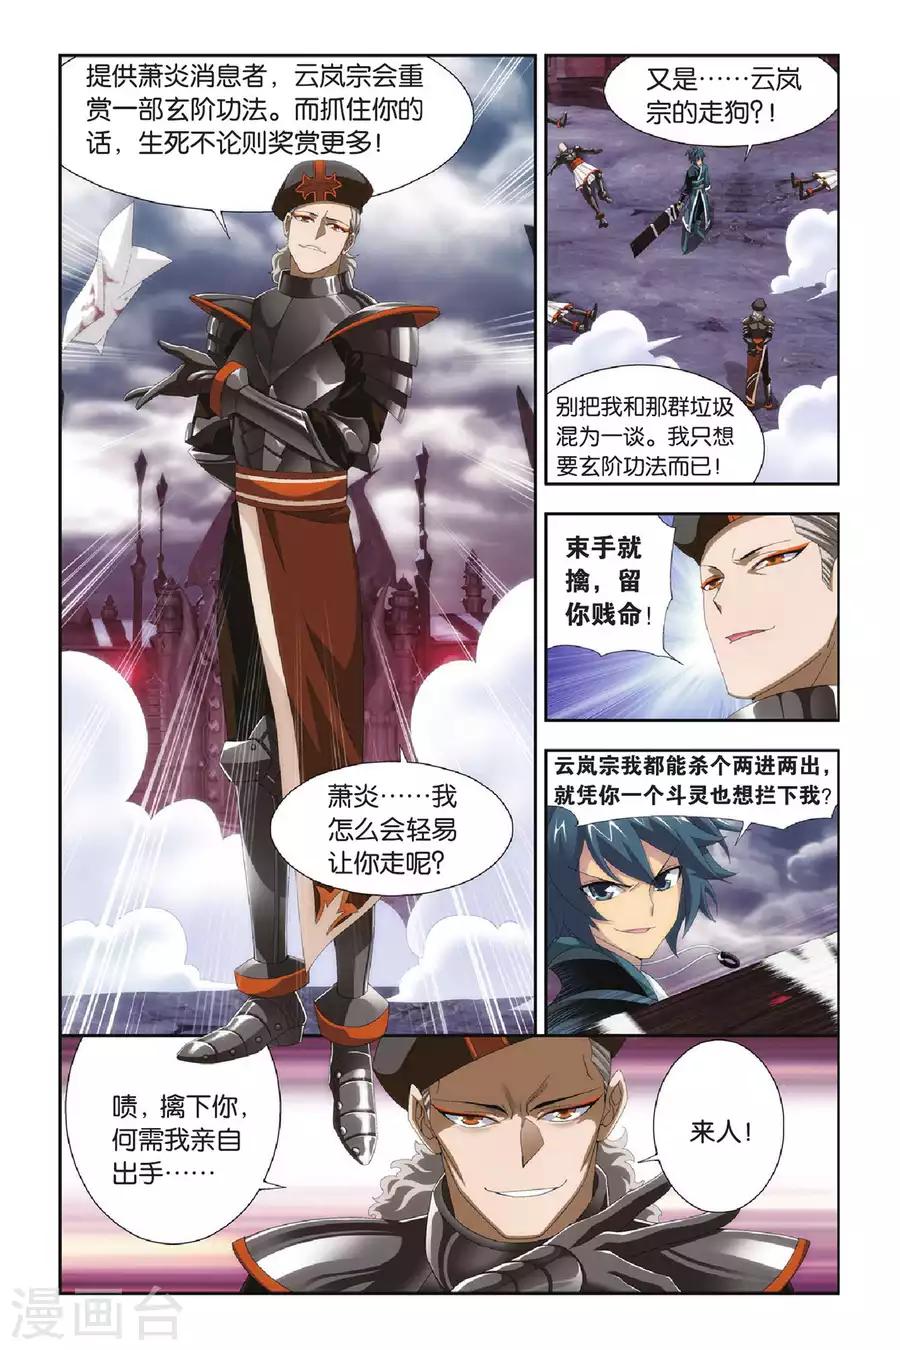 提供萧炎消息者，云岚宗会重
赏一部玄阶功法。而抓住你的
话，生死不论则奖赏更多！
萧炎……我
怎么会轻易
让你走呢？
又是……云岚
宗的走狗？！
别把我和那群垃圾
混为一谈。我只想
要玄阶功法而已！
束手就
擒，留
你贱命！
云岚宗我都能杀个两进两出，
就凭你一个斗灵也想拦下我？
啧，擒下你，
何需我亲自
出手……
来人！
漫画台